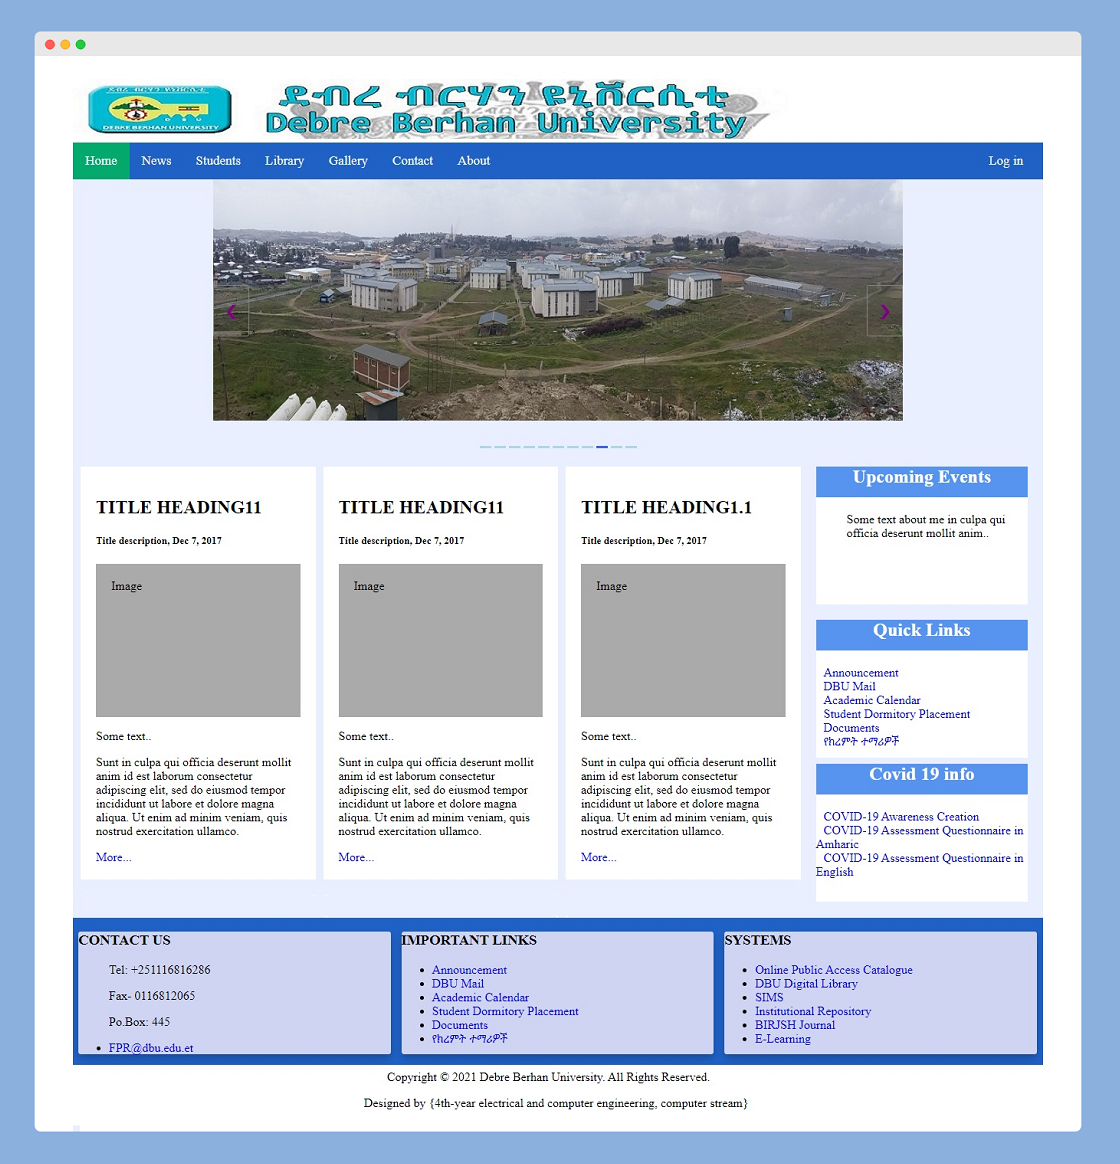 ደብረ ብርሃን ዩኒቨርሲቲ
DEBRE BERHAN UNIVERSITY
ደብረ ብርሃን ዩኒቨርሲቲ
Debre Berhan University
Home News Students Library Gallery Contact About Log in
TITLE HEADING11
Title description, Dec 7, 2017
Image
Some text..
Sunt in culpa qui officia deserunt mollit
anim id est laborum consectetur
adipiscing elit, sed do eiusmod tempor
incididunt ut labore et dolore magna
aliqua. Ut enim ad minim veniam, quis
nostrud exercitation ullamco.
More...
TITLE HEADING11
Title description, Dec 7, 2017
Image
Some text..
Sunt in culpa qui officia deserunt mollit
anim id est laborum consectetur
adipiscing elit, sed do eiusmod tempor
incididunt ut labore et dolore magna
aliqua. Ut enim ad minim veniam, quis
nostrud exercitation ullamco.
More...
TITLE HEADING1.1
Title description, Dec 7, 2017
Image
Some text..
Sunt in culpa qui officia deserunt mollit
anim id est laborum consectetur
adipiscing elit, sed do eiusmod tempor
incididunt ut labore et dolore magna
aliqua. Ut enim ad minim veniam, quis
nostrud exercitation ullamco.
More...
Upcoming Events
Some text about me in culpa qui
officia deserunt mollit anim..
Quick Links
Announcement
DBU Mail
Academic Calendar
Student Dormitory Placement
Documents
የክረምት ተማሪዎች
Covid 19 info
COVID-19 Awareness Creation
COVID-19 Assessment Questionnaire in
Amharic
COVID-19 Assessment Questionnaire in
English
CONTACT US
Tel: +251116816286
Fax- 0116812065
Po.Box: 445
• FPR@dbu.edu.et
IMPORTANT LINKS
• Announcement
• DBU Mail
• Academic Calendar
• Student Dormitory Placement
• Documents
• የክረምት ተማሪዎች
SYSTEMS
• Online Public Access Catalogue
• DBU Digital Library
• SIMS
• Institutional Repository
• BIRJSH Journal
• E-Learning
Copyright © 2021 Debre Berhan University. All Rights Reserved.
Designed by {4th-year electrical and computer engineering, computer stream}